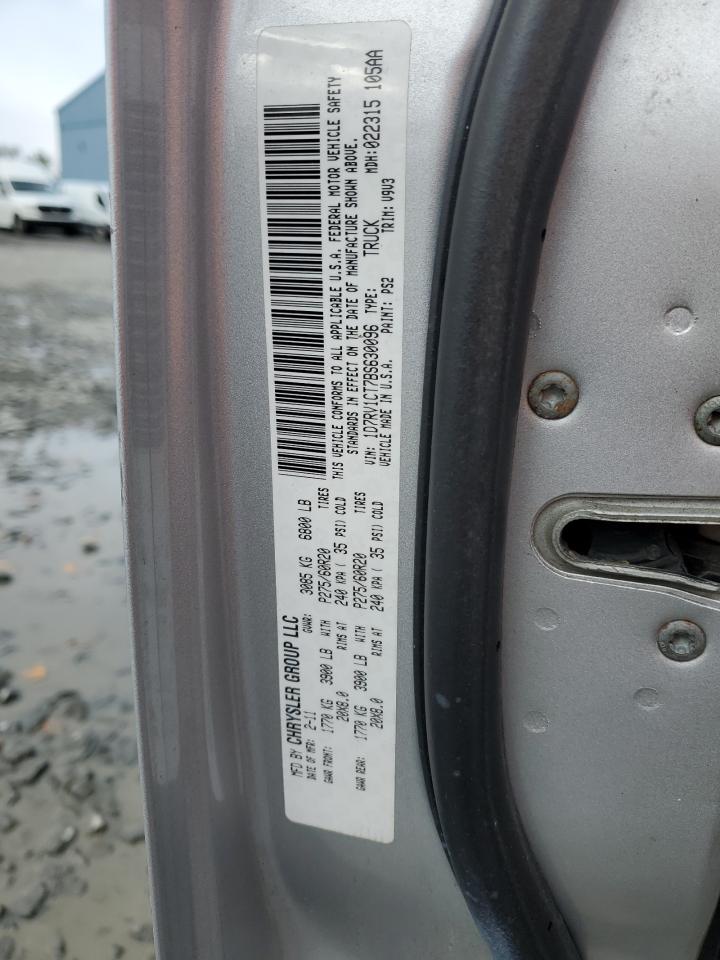 MFD BY CHRYSLER GROUP LLC
DATE OF MFR: 2-11 GVWR: 3085 KG 6800 LB
GAWR FRONT: 1770 KG 3900 LB WITH P275/60R20 TIRES
20X8.0 RIMS AT 240 KPA ( 35 PSI) COLD
GAWR REAR: 1770 KG 3900 LB WITH P275/60R20 TIRES
20X8.0 RIMS AT 240 KPA ( 35 PSI) COLD
THIS VEHICLE CONFORMS TO ALL APPLICABLE U.S.A. FEDERAL MOTOR VEHICLE SAFETY
STANDARDS IN EFFECT ON THE DATE OF MANUFACTURE SHOWN ABOVE.
VIN: 1D7RV1CT7BS630096 TYPE: TRUCK MDH:022315 105AA
VEHICLE MADE IN U.S.A. PAINT: PS2 TRIM: V9V3